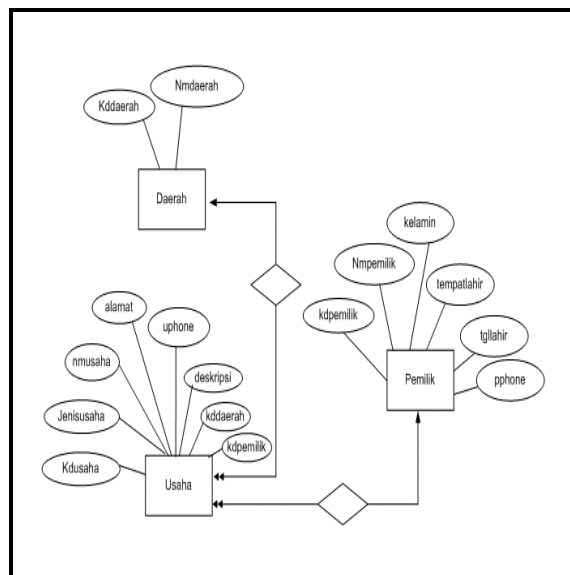 Nmdaerah
Kddaerah
Daerah
kelamin
Nmpemilik
tempatlahir
kdpemilik
tgllahir
Pemilik
pphone
alamat
uphone
nmusaha
deskripsi
Jenisusaha
kddaerah
kdpemilik
Kdusaha
Usaha